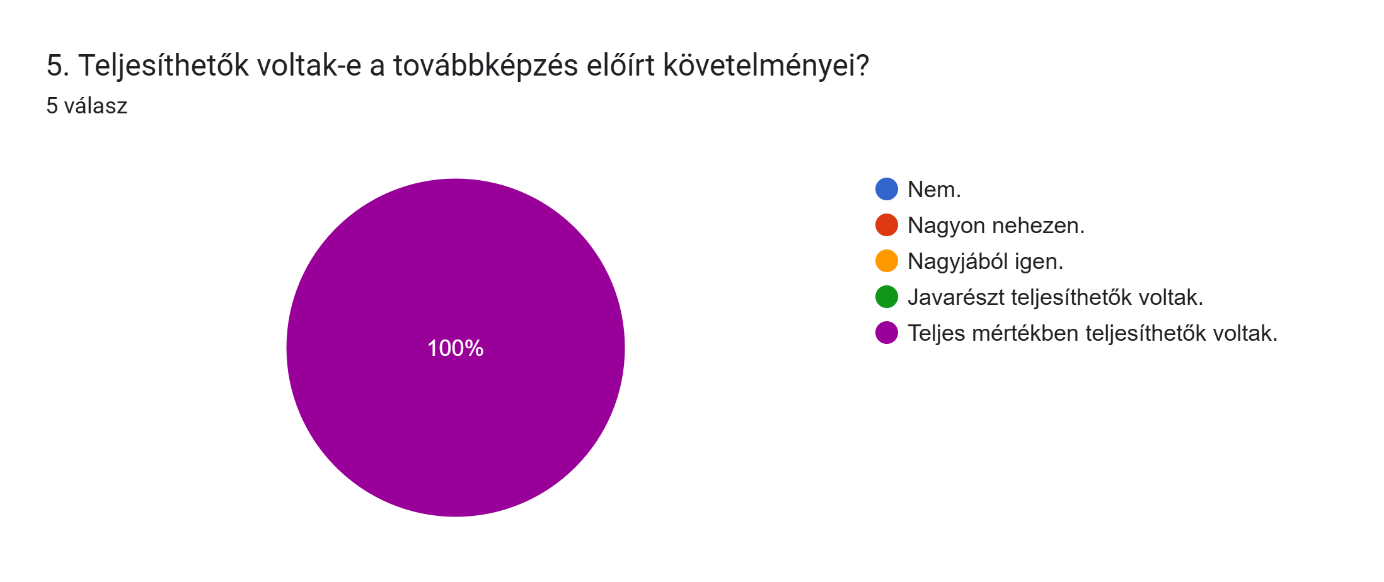 5. Teljesíthetők voltak-e a továbbképzés előírt követelményei?
5 válasz
100%
Nem.
Nagyon nehezen.
Nagyjából igen.
Javarészt teljesíthetők voltak.
Teljes mértékben teljesíthetők voltak.